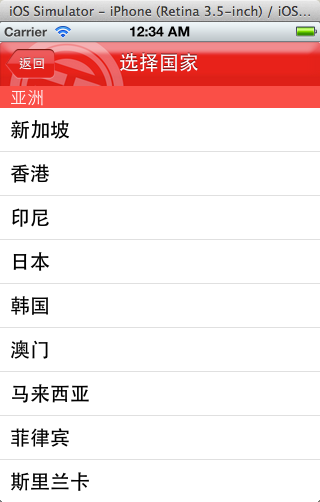 iOS Simulator - iPhone (Retina 3.5-inch) / iOS...
Carrier 12:34 AM
返回 选择国家
亚洲
新加坡
香港
印尼
日本
韩国
澳门
马来西亚
菲律宾
斯里兰卡